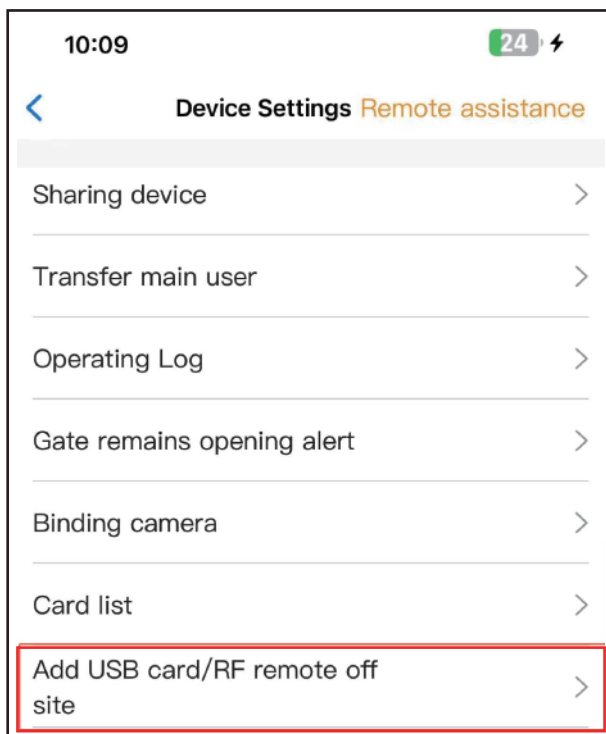 10:09
24
Device Settings Remote assistance
Sharing device
Transfer main user
Operating Log
Gate remains opening alert
Binding camera
Card list
Add USB card/RF remote off
site